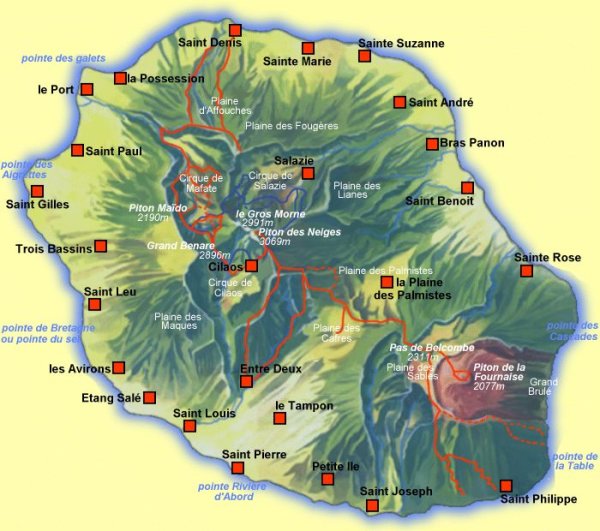 Saint Denis
Sainte Marie
Sainte Suzanne
pointe des galets
la Possession
le Port
Plaine
d'Affouches
Saint André
Plaine des Fougères
Bras Panon
Saint Paul
pointe des
Aigrettes
Salazie
Cirque de
Mafate
Cirque de
Salazie
Plaine des
Lianes
Saint Gilles
Saint Benoit
Piton Maïdo
2190m
le Gros Morne
2991m
Piton des Neiges
3069m
Trois Bassins
Grand Benare
2896m
Sainte Rose
Cilaos
Plaine des Palmistes
la Plaine
des Palmistes
Cirque de
Cilaos
Saint Leu
Plaine des
Maques
Plaine des
Cafres
pointe de Bretagne
ou pointe du sel
pointe des
Cascades
Pas de Belcombe
2311m
Plaine des
Sables
Piton de la
Fournaise
2077m
Grand
Brulé
les Avirons
Entre Deux
Etang Salé
le Tampon
Saint Louis
Saint Pierre
pointe de
la Table
Petite Ile
pointe Riviere
d'Abord
Saint Joseph
Saint Philippe